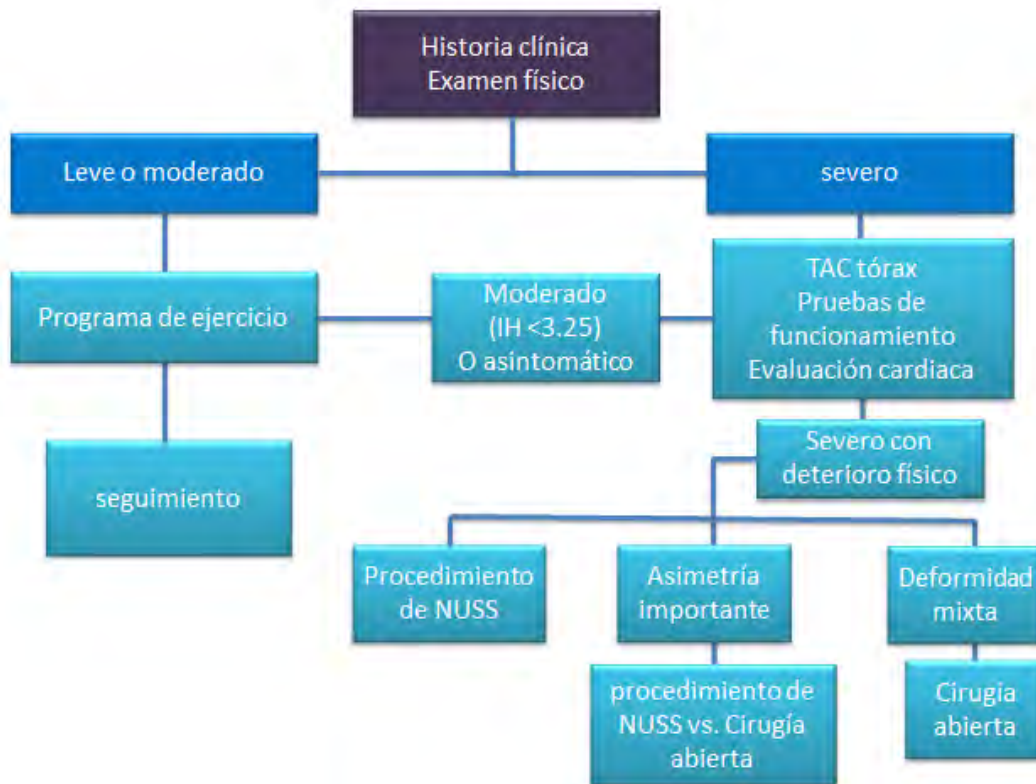 Historia clínica
Examen físico
Leve o moderado
severo
Programa de ejercicio
Moderado
(IH <3.25)
O asintomático
TAC tórax
Pruebas de
funcionamiento
Evaluación cardiaca
seguimiento
Severo con
deterioro físico
Procedimiento
de NUSS
Asimetría
importante
Deformidad
mixta
procedimiento de
NUSS vs. Cirugía
abierta
Cirugia
abierta